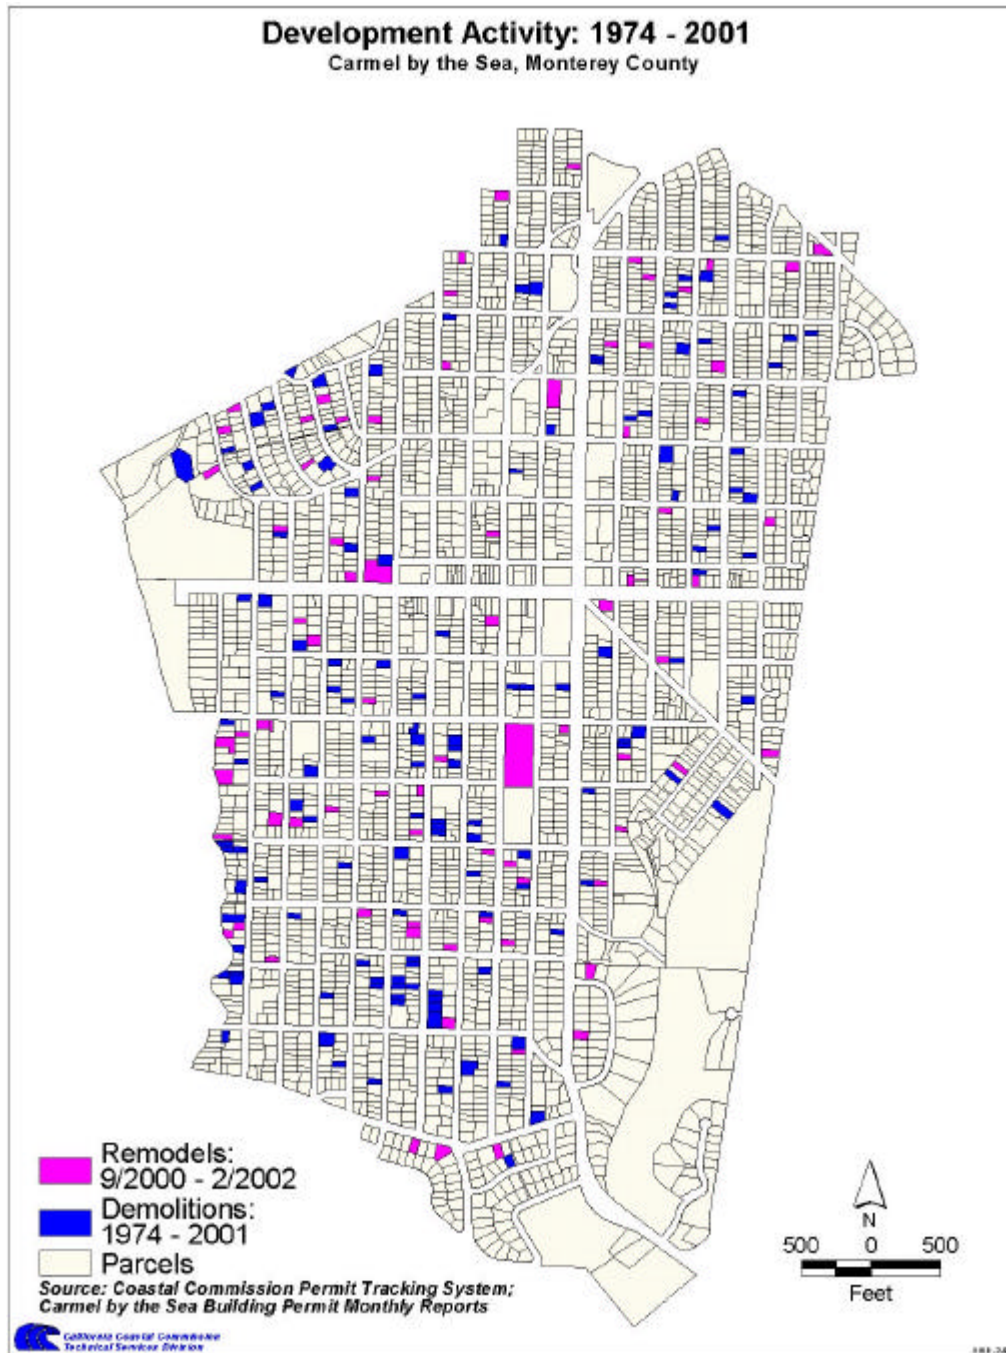 Development Activity: 1974 - 2001
Carmel by the Sea, Monterey County
Remodels:
9/2000 - 2/2002
Demolitions:
1974 - 2001
Parcels
Source: Coastal Commission Permit Tracking System;
Carmel by the Sea Building Permit Monthly Reports
California Coastal Commission
Technical Services Division
N
500 0 500
Feet